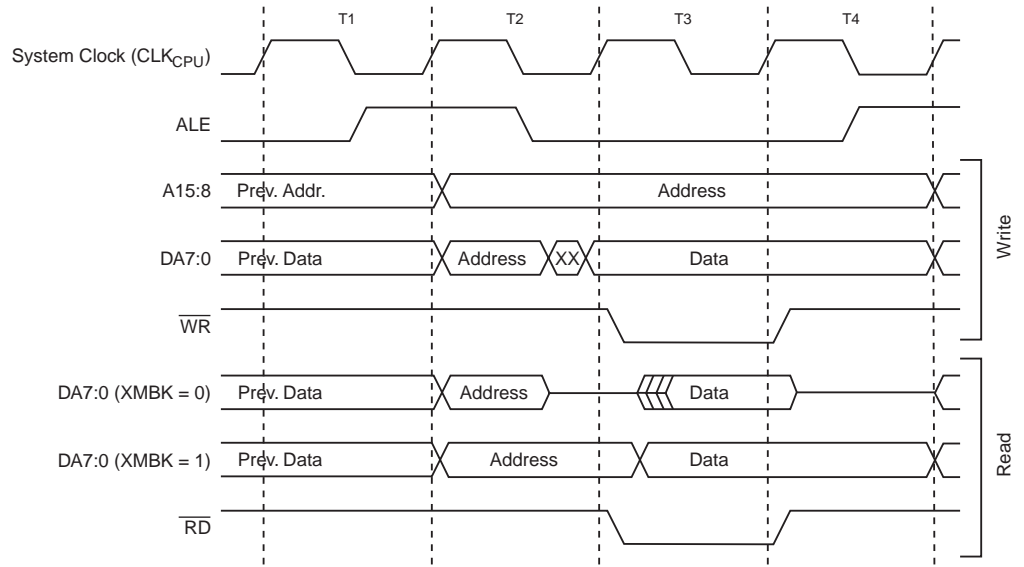 T1 T2 T3 T4
System Clock (CLKCPU)
ALE
A15:8 Prev. Addr. Address
DA7:0 Prev. Data Address XX Data
WR
Write
DA7:0 (XMBK = 0) Prev. Data Address Data
DA7:0 (XMBK = 1) Prev. Data Address Data
RD
Read